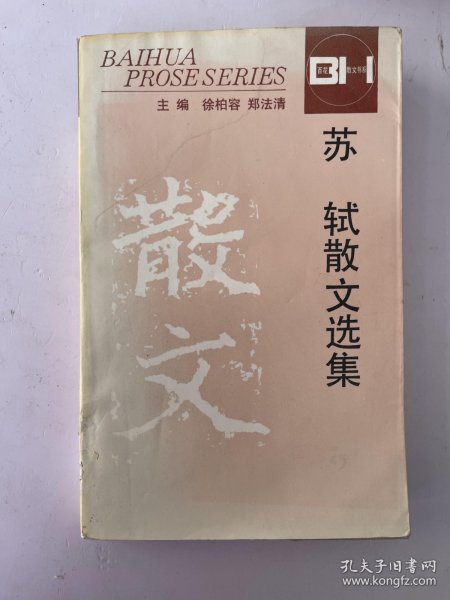 BAIHUA
PROSE SERIES
主编 徐柏容 郑法清
百花
散文书系
BH
苏轼散文选集
散文
孔夫子旧书网
www.kongfz.com